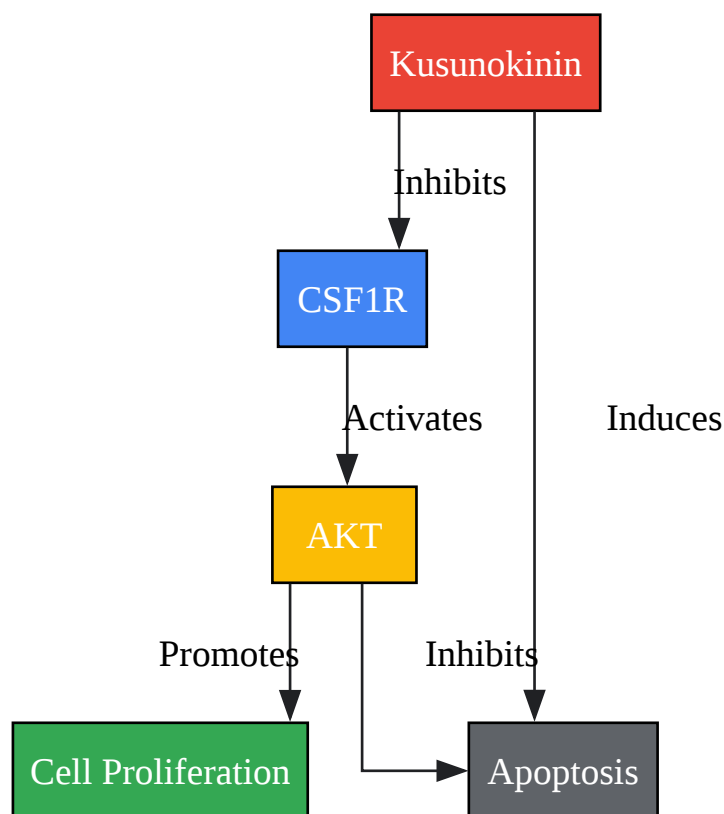 Kusunokinin
Inhibits
CSF1R
Activates
Induces
AKT
Promotes
Inhibits
Cell Proliferation
Apoptosis